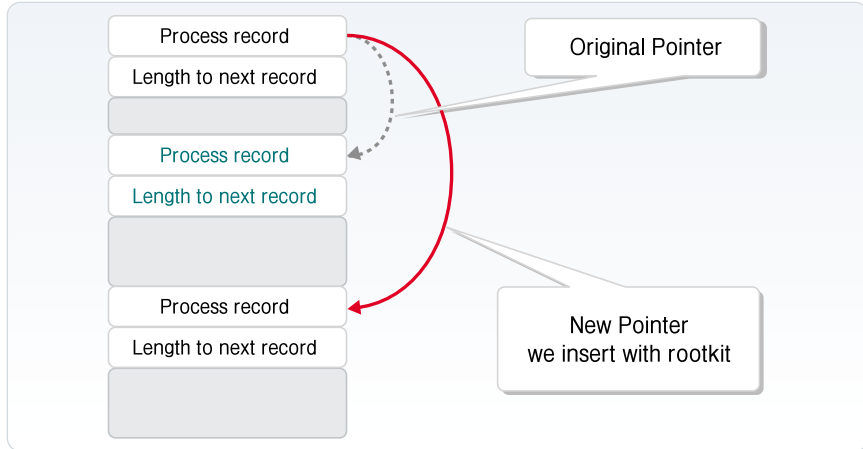 Process record
Length to next record
Process record
Length to next record
Process record
Length to next record
Original Pointer
New Pointer
we insert with rootkit